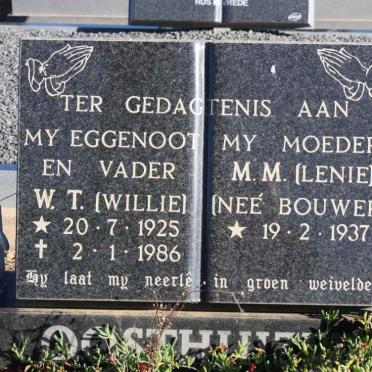 RUS VREDE
TER GEDAGTENIS AAN
MY EGGENOOT MY MOEDER
EN VADER M.M. (LENIE)
W.T. (WILLIE) (NEÉ BOUWER
★ 20·7·1925 ★ 19·2·1937
✝ 2·1·1986
Hy laat my neerlê in groen weivelde